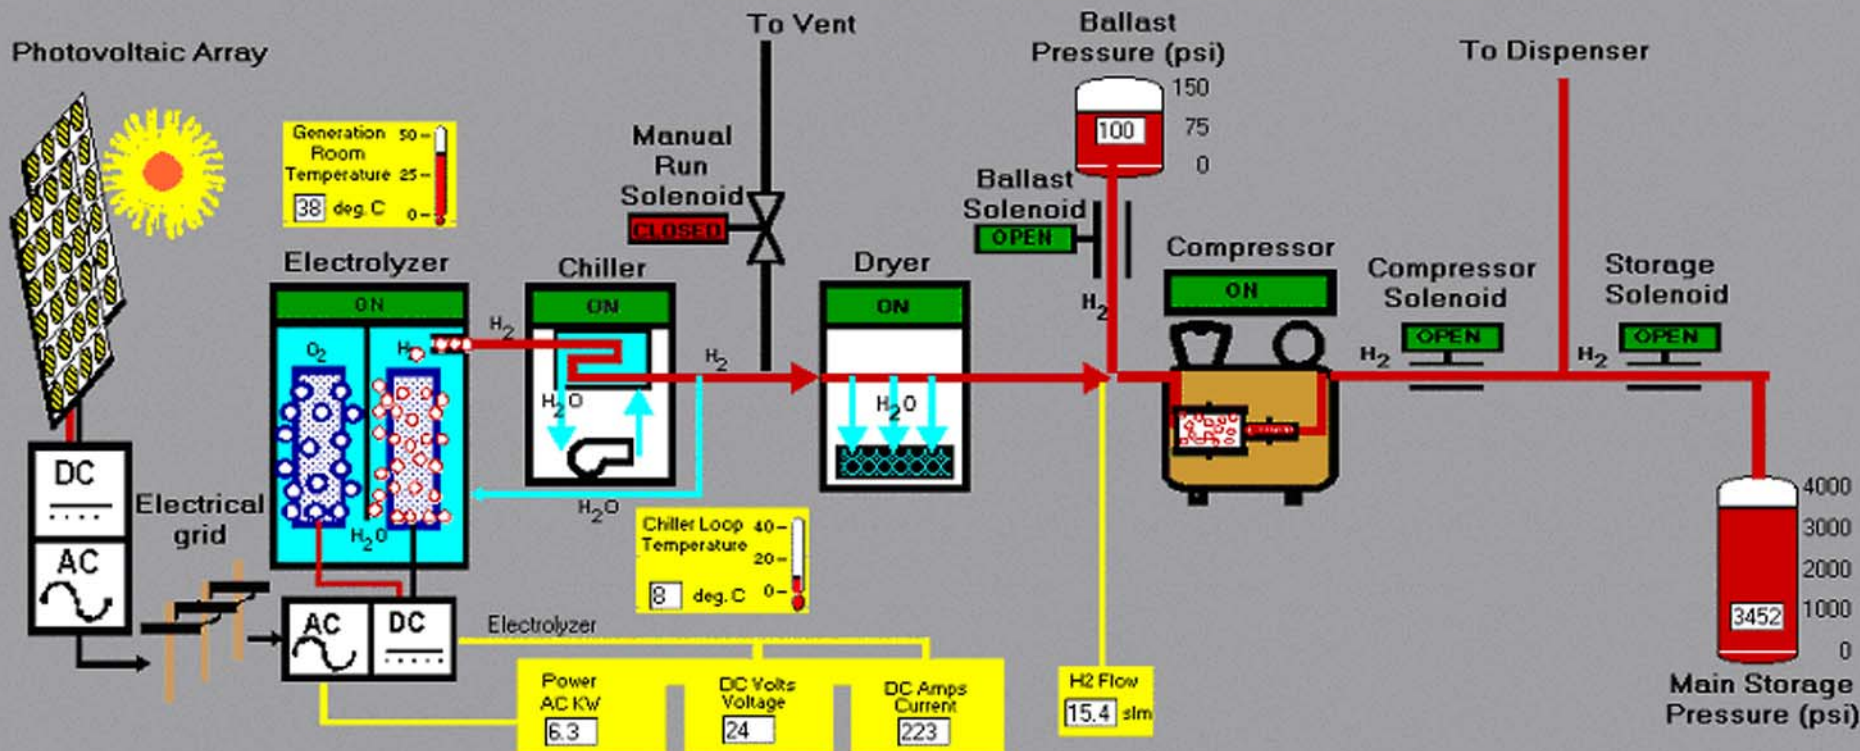 To Vent
Ballast
Pressure (psi)
To Dispenser
Photovoltaic Array
150
75
0
100
Generation
Room
Temperature
50
25
0
38 deg. C
Manual
Run
Solenoid
CLOSED
Ballast
Solenoid
OPEN
Electrolyzer
ON
Chiller
ON
Dryer
ON
Compressor
ON
Compressor
Solenoid
OPEN
Storage
Solenoid
OPEN
H2
H2
H2
H2
H2
O2
H2
H2O
H2O
H2O
H2O
DC
AC
Electrical
grid
AC
DC
Electrolyzer
Chiller Loop
Temperature
40
20
0
8 deg. C
4000
3000
2000
1000
0
3452
Main Storage
Pressure (psi)
Power
AC KW
6.3
DC Volts
Voltage
24
DC Amps
Current
223
H2 Flow
15.4 slm